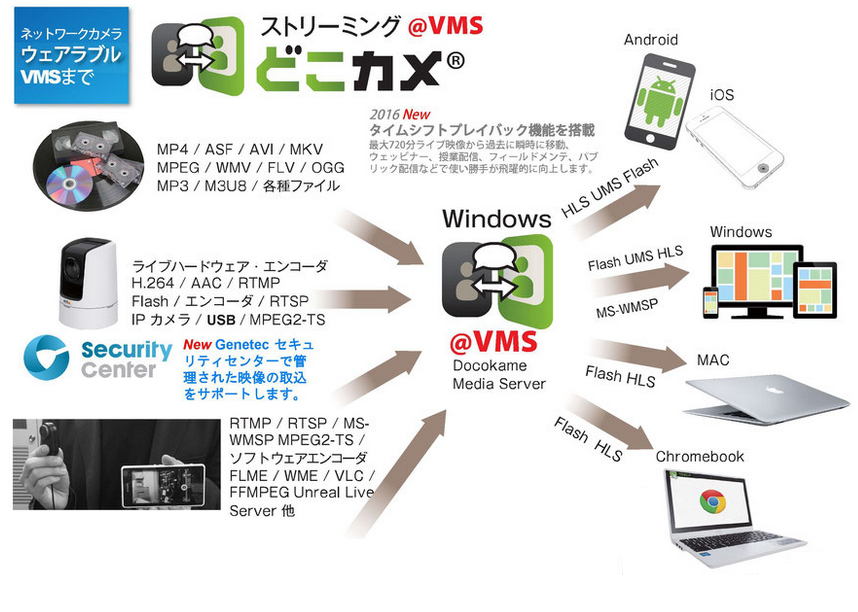 ネットワークカメラ
ウェアラブル
VMSまで
ストリーミング @VMS
どこカメ®
2016 New
タイムシフトプレイバック機能を搭載
最大720分ライブ映像から過去に瞬時に移動、
ウェッビナー、授業配信、フィールドメンテ、パブ
リック配信などで使い勝手が飛躍的に向上します。
MP4 / ASF / AVI / MKV
MPEG / WMV / FLV / OGG
MP3 / M3U8 / 各種ファイル
ライブハードウェア・エンコーダ
H.264 / AAC / RTMP
Flash / エンコーダ / RTSP
IP カメラ / USB / MPEG2-TS
Security
Center
New Genetec セキュ
リティセンターで管
理された映像の取込
をサポートします。
RTMP / RTSP / MS-
WMSP MPEG2-TS /
ソフトウェアエンコーダ
FLME / WME / VLC /
FFMPEG Unreal Live
Server 他
Windows
@VMS
Docokame
Media Server
Android
iOS
HLS UMS Flash
Windows
Flash UMS HLS
MS-WMSP
MAC
Flash HLS
Chromebook
Flash HLS